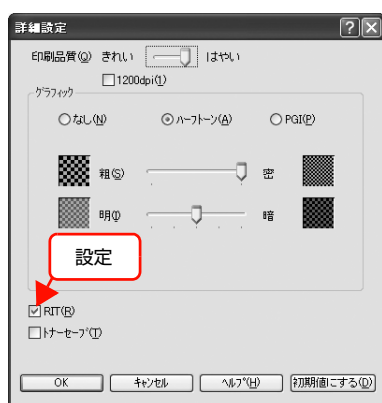 詳細設定
印刷品質(Q) きれい はやい
1200dpi(1)
グラフィック
なし(N) ハーフトーン(A) PGI(P)
粗(S) 密
明(I) 暗
設定
RIT(R)
トナーセーブ(T)
OK キャンセル ヘルプ(H) 初期値にする(D)